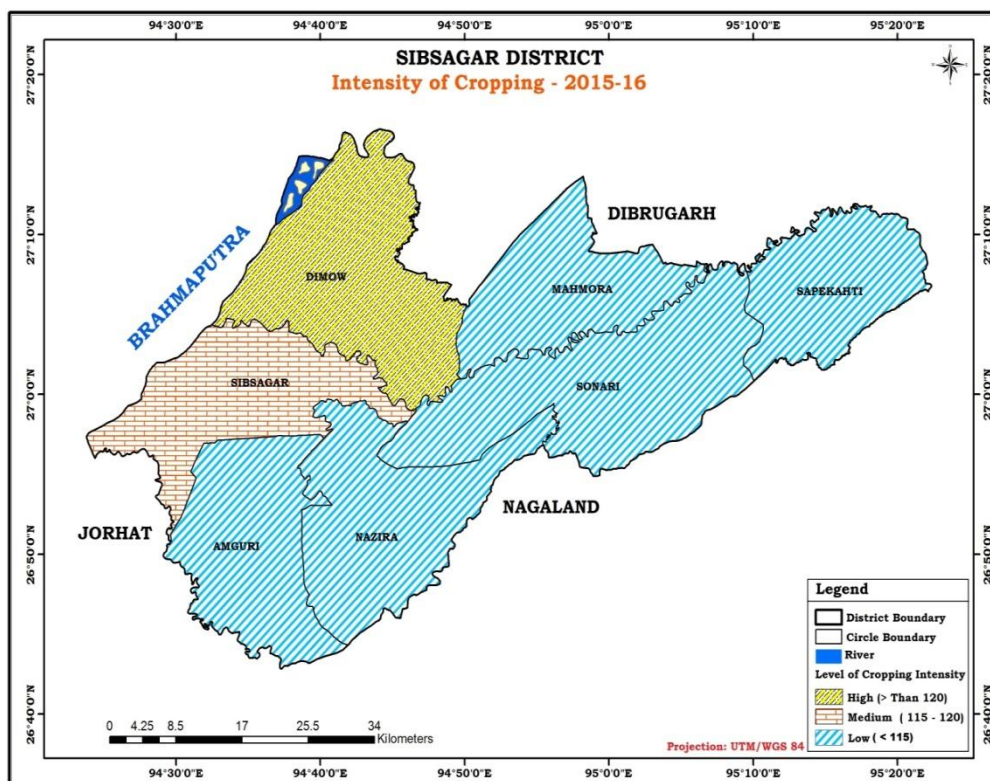 94°30'0"E 94°40'0"E 94°50'0"E 95°0'0"E 95°10'0"E 95°20'0"E
SIBSAGAR DISTRICT
Intensity of Cropping - 2015-16
27°20'0"N 27°20'0"N
DIBRUGARH
27°10'0"N 27°10'0"N
BRAHMAPUTRA
DIMOW
MAHMORA
SAPEKAHTI
SIBSAGAR
SONARI
27°0'0"N 27°0'0"N
NAGALAND
JORHAT
AMGURI
NAZIRA
26°50'0"N 26°50'0"N
Legend
District Boundary
Circle Boundary
River
Level of Cropping Intensity
High (> Than 120)
Medium ( 115 - 120)
Low ( < 115)
26°40'0"N 26°40'0"N
0 4.25 8.5 17 25.5 34
Kilometers
Projection: UTM/WGS 84
94°30'0"E 94°40'0"E 94°50'0"E 95°0'0"E 95°10'0"E 95°20'0"E